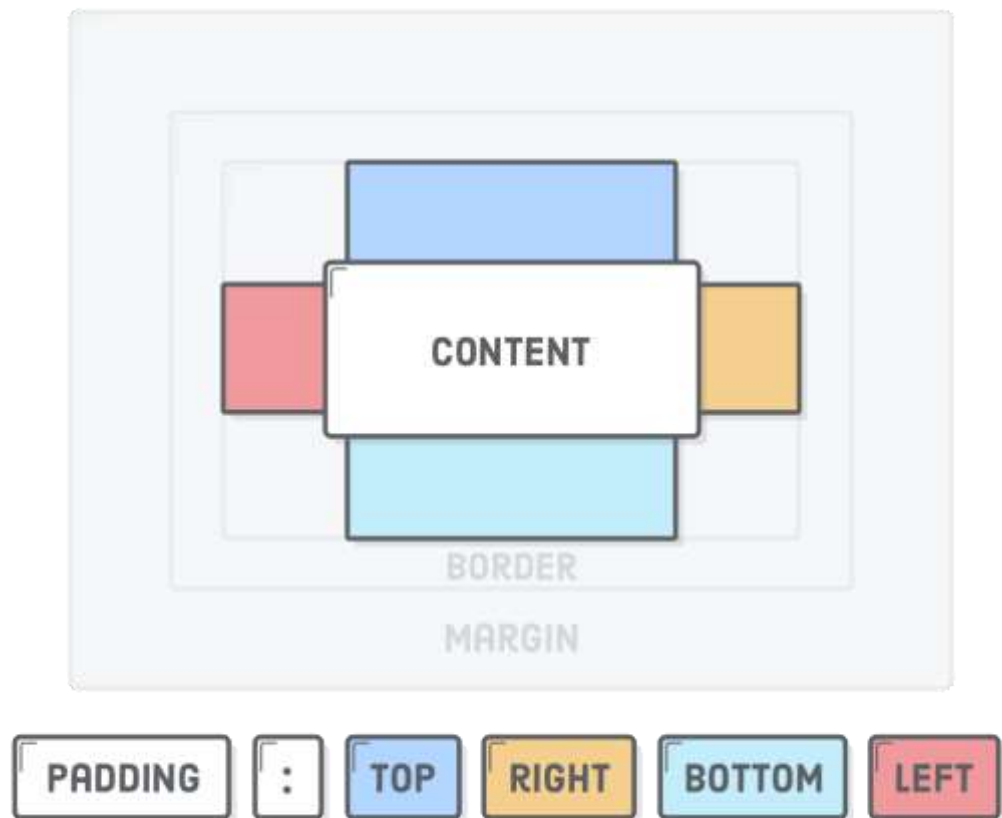 CONTENT
BORDER
MARGIN
PADDING : TOP RIGHT BOTTOM LEFT